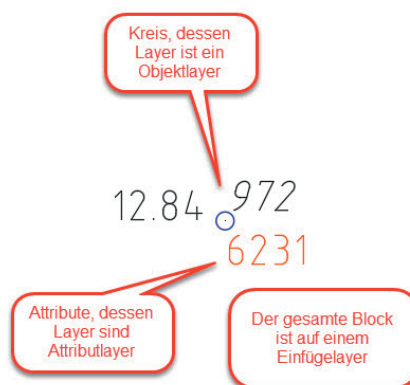 Kreis, dessen
Layer ist ein
Objektlayer
12.84 972
6231
Attribute, dessen
Layer sind
Attributlayer
Der gesamte Block
ist auf einem
Einfügelayer